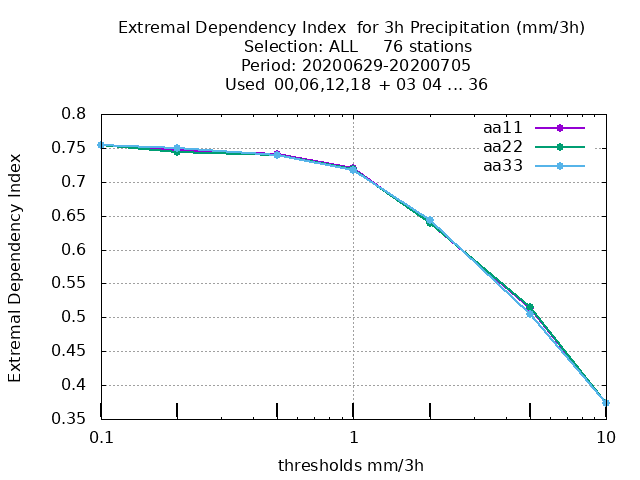 Extremal Dependency Index  for 3h Precipitation (mm/3h)
Selection: ALL     76 stations
Period: 20200629-20200705
Used  00,06,12,18  + 03 04 ... 36
aa11
aa22
aa33
0.8
0.75
0.7
0.65
0.6
0.55
0.5
0.45
0.4
0.35
Extremal Dependency Index
0.1
1
10
thresholds mm/3h